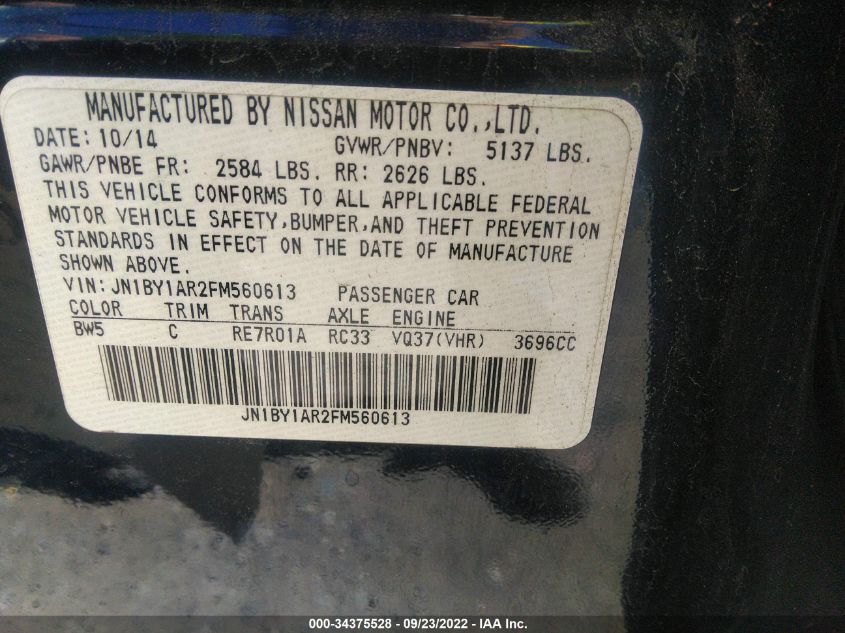 MANUFACTURED BY NISSAN MOTOR CO.,LTD.
DATE: 10/14 GVWR/PNBV: 5137 LBS.
GAWR/PNBE FR: 2584 LBS. RR: 2626 LBS.
THIS VEHICLE CONFORMS TO ALL APPLICABLE FEDERAL
MOTOR VEHICLE SAFETY,BUMPER,AND THEFT PREVENTION
STANDARDS IN EFFECT ON THE DATE OF MANUFACTURE
SHOWN ABOVE.
VIN: JN1BY1AR2FM560613 PASSENGER CAR
COLOR TRIM TRANS AXLE ENGINE
BW5 C RE7R01A RC33 VQ37(VHR) 3696CC
JN1BY1AR2FM560613
000-34375528 - 09/23/2022 - IAA Inc.